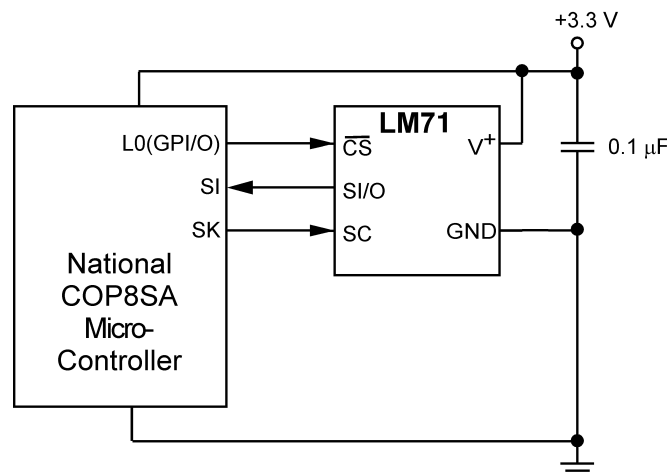 +3.3 V
LM71
L0(GPI/O)
CS
V+
0.1 µF
SI
SI/O
SK
SC
GND
National
COP8SA
Micro-
Controller